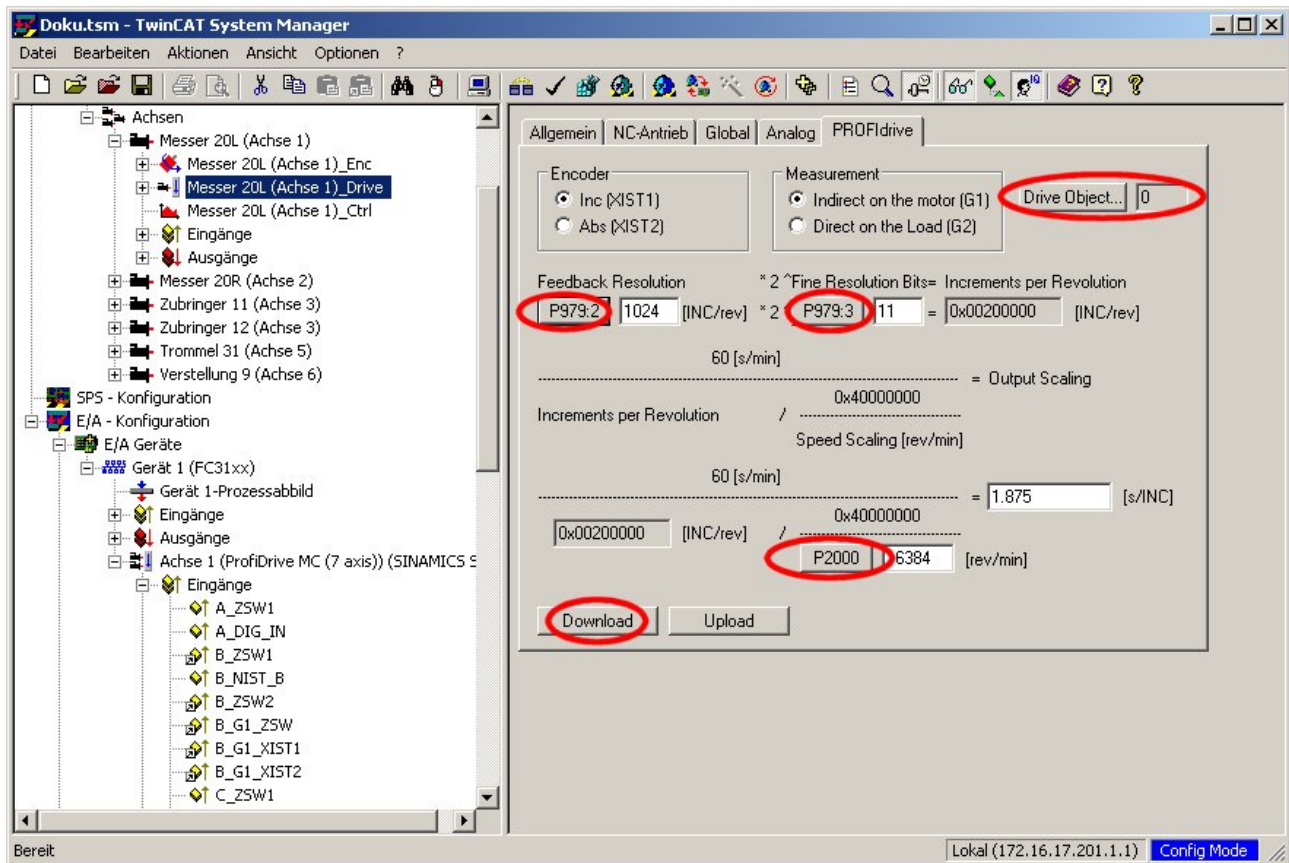 Doku.tsm - TwinCAT System Manager
Datei Bearbeiten Aktionen Ansicht Optionen ?
Achsen
Messer 20L (Achse 1)
Messer 20L (Achse 1)_Enc
Messer 20L (Achse 1)_Drive
Messer 20L (Achse 1)_Ctrl
Eingänge
Ausgänge
Messer 20R (Achse 2)
Zubringer 11 (Achse 3)
Zubringer 12 (Achse 3)
Trommel 31 (Achse 5)
Verstellung 9 (Achse 6)
SPS - Konfiguration
E/A - Konfiguration
E/A Geräte
Gerät 1 (FC31xx)
Gerät 1-Prozessabbild
Eingänge
Ausgänge
Achse 1 (ProfiDrive MC (7 axis)) (SINAMICS S
Eingänge
A_ZSW1
A_DIG_IN
B_ZSW1
B_NIST_B
B_ZSW2
B_G1_ZSW
B_G1_XIST1
B_G1_XIST2
C_ZSW1
Allgemein NC-Antrieb Global Analog PROFIdrive
Encoder
Inc (XIST1)
Abs (XIST2)
Measurement
Indirect on the motor (G1)
Direct on the Load (G2)
Drive Object... 0
Feedback Resolution * 2 ^Fine Resolution Bits= Increments per Revolution
P979:2 1024 [INC/rev] * 2 ^ P979:3 11 = 0x00200000 [INC/rev]
60 [s/min]
= Output Scaling
0x40000000
Increments per Revolution /
Speed Scaling [rev/min]
60 [s/min]
= 1.875 [s/INC]
0x40000000
0x00200000 [INC/rev] /
P2000 6384 [rev/min]
Download Upload
Bereit Lokal (172.16.17.201.1.1) Config Mode